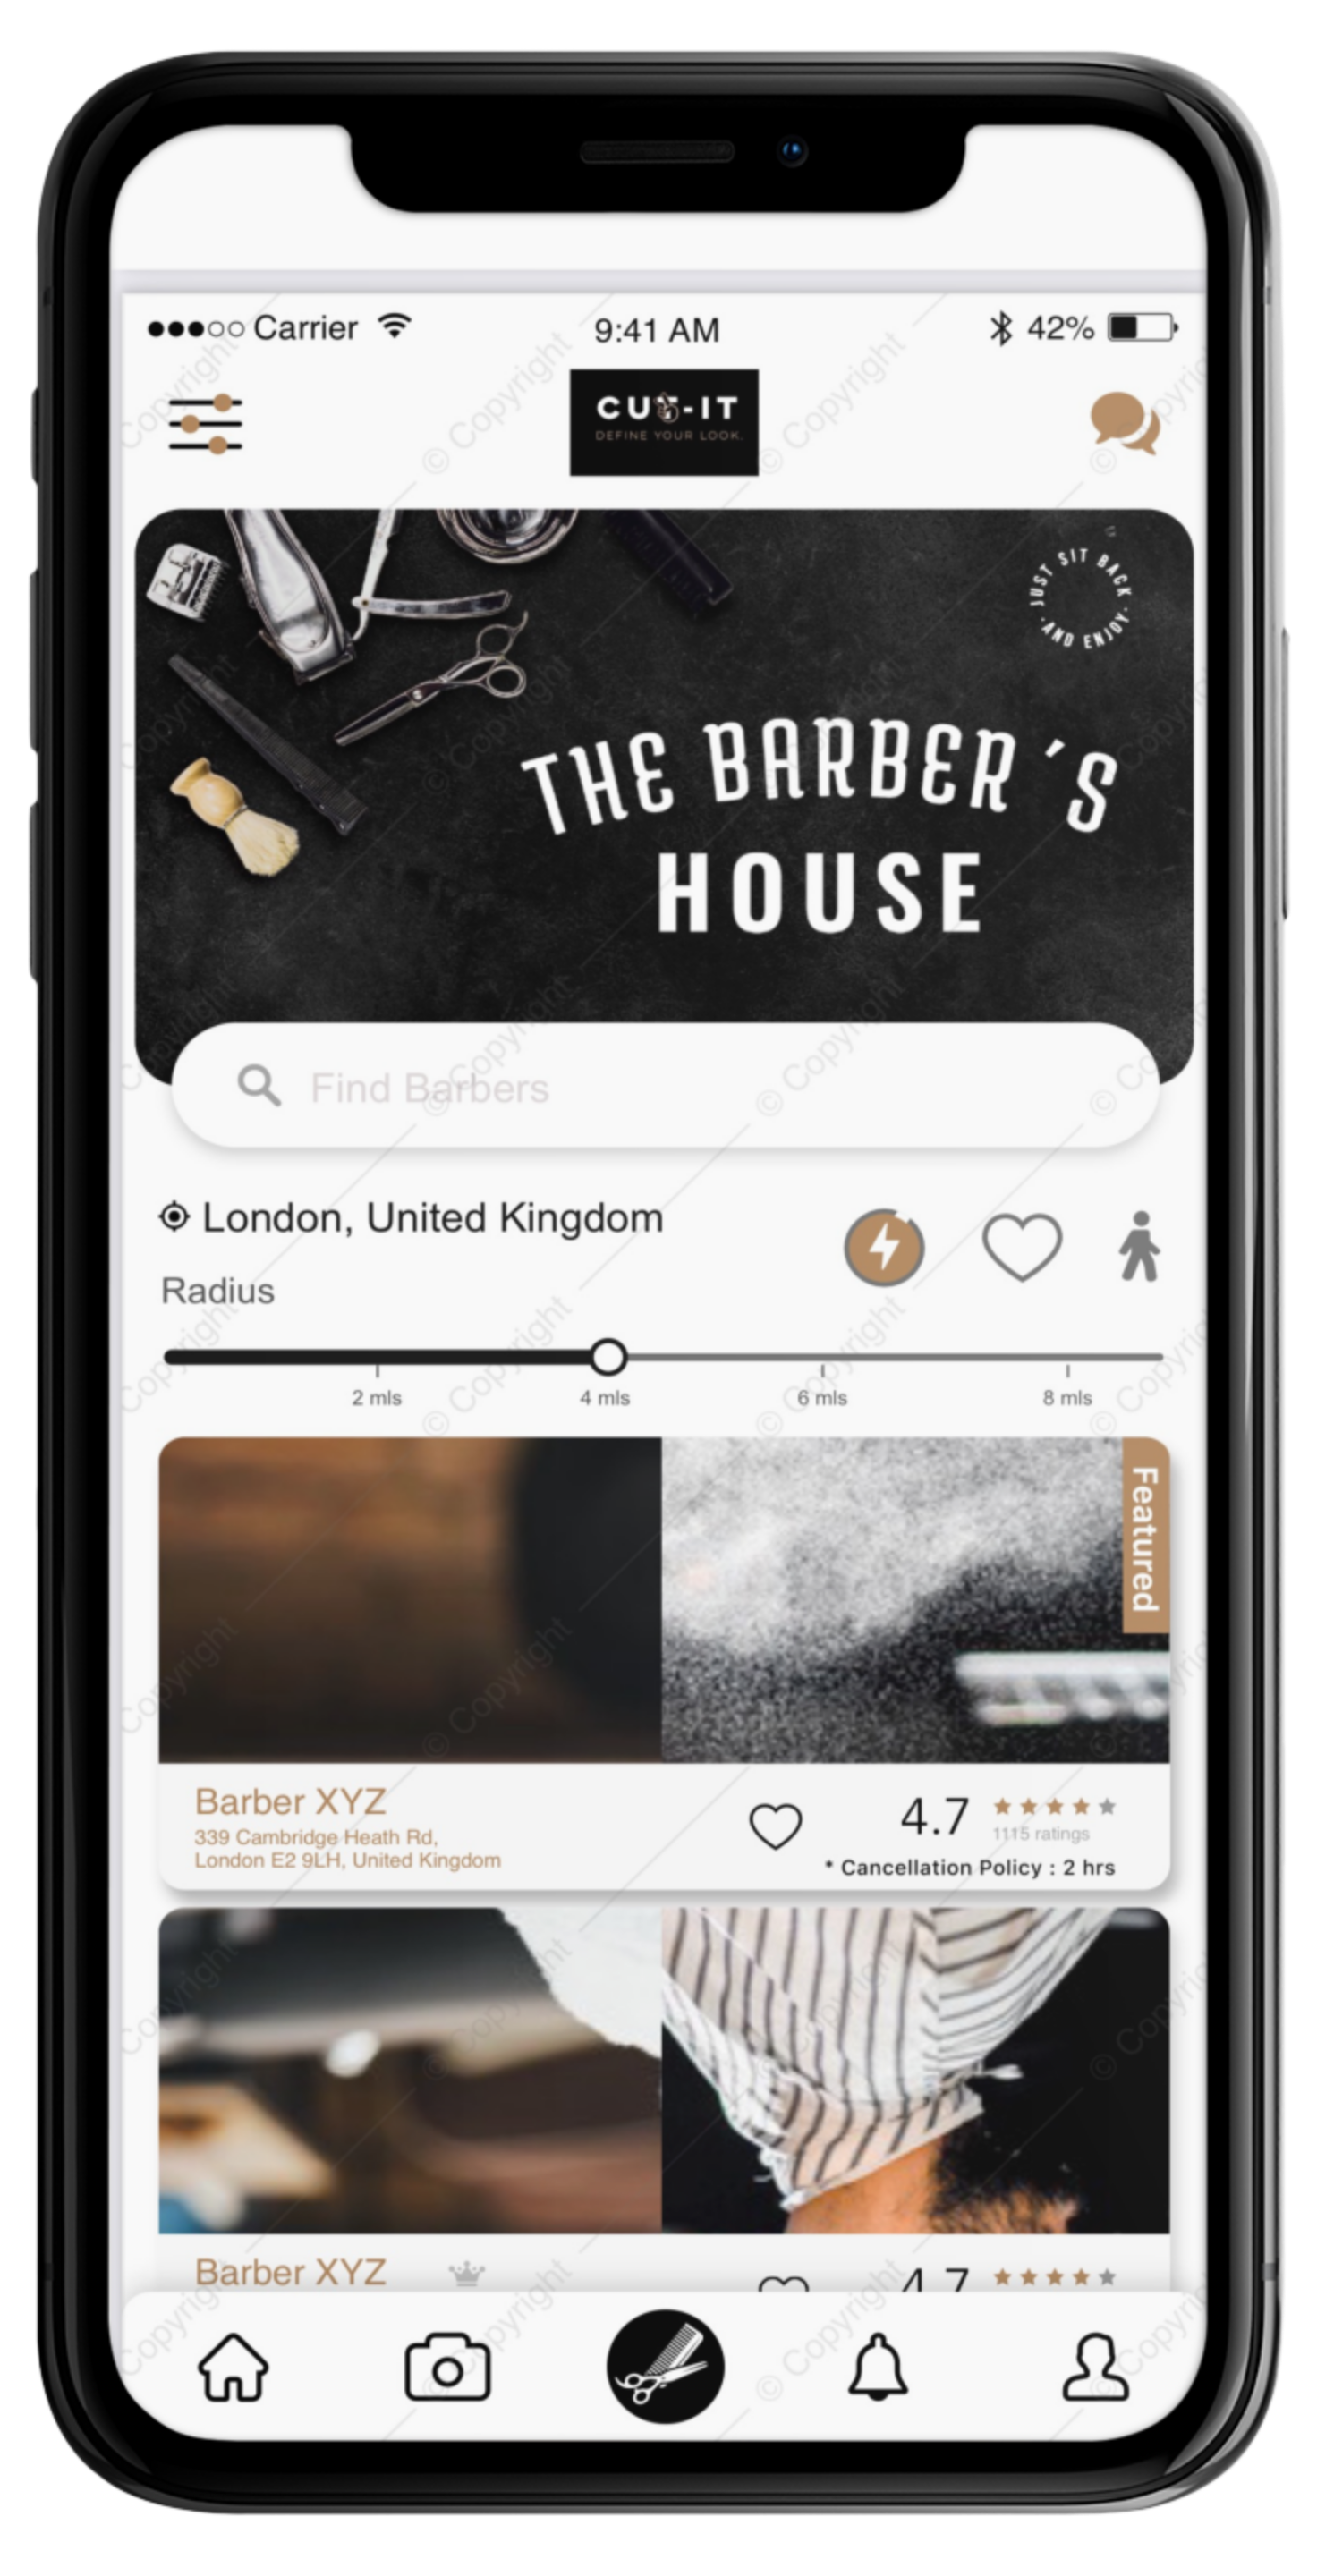 Carrier 9:41 AM 42%
CUT-IT
DEFINE YOUR LOOK.
JUST SIT BACK
· AND ENJOY ·
THE BARBER'S
HOUSE
Find Barbers
London, United Kingdom
Radius
2 mls 4 mls 6 mls 8 mls
Featured
Barber XYZ 4.7
1115 ratings
339 Cambridge Heath Rd,
London E2 9LH, United Kingdom
* Cancellation Policy : 2 hrs
Barber XYZ 4.7
© Copyright